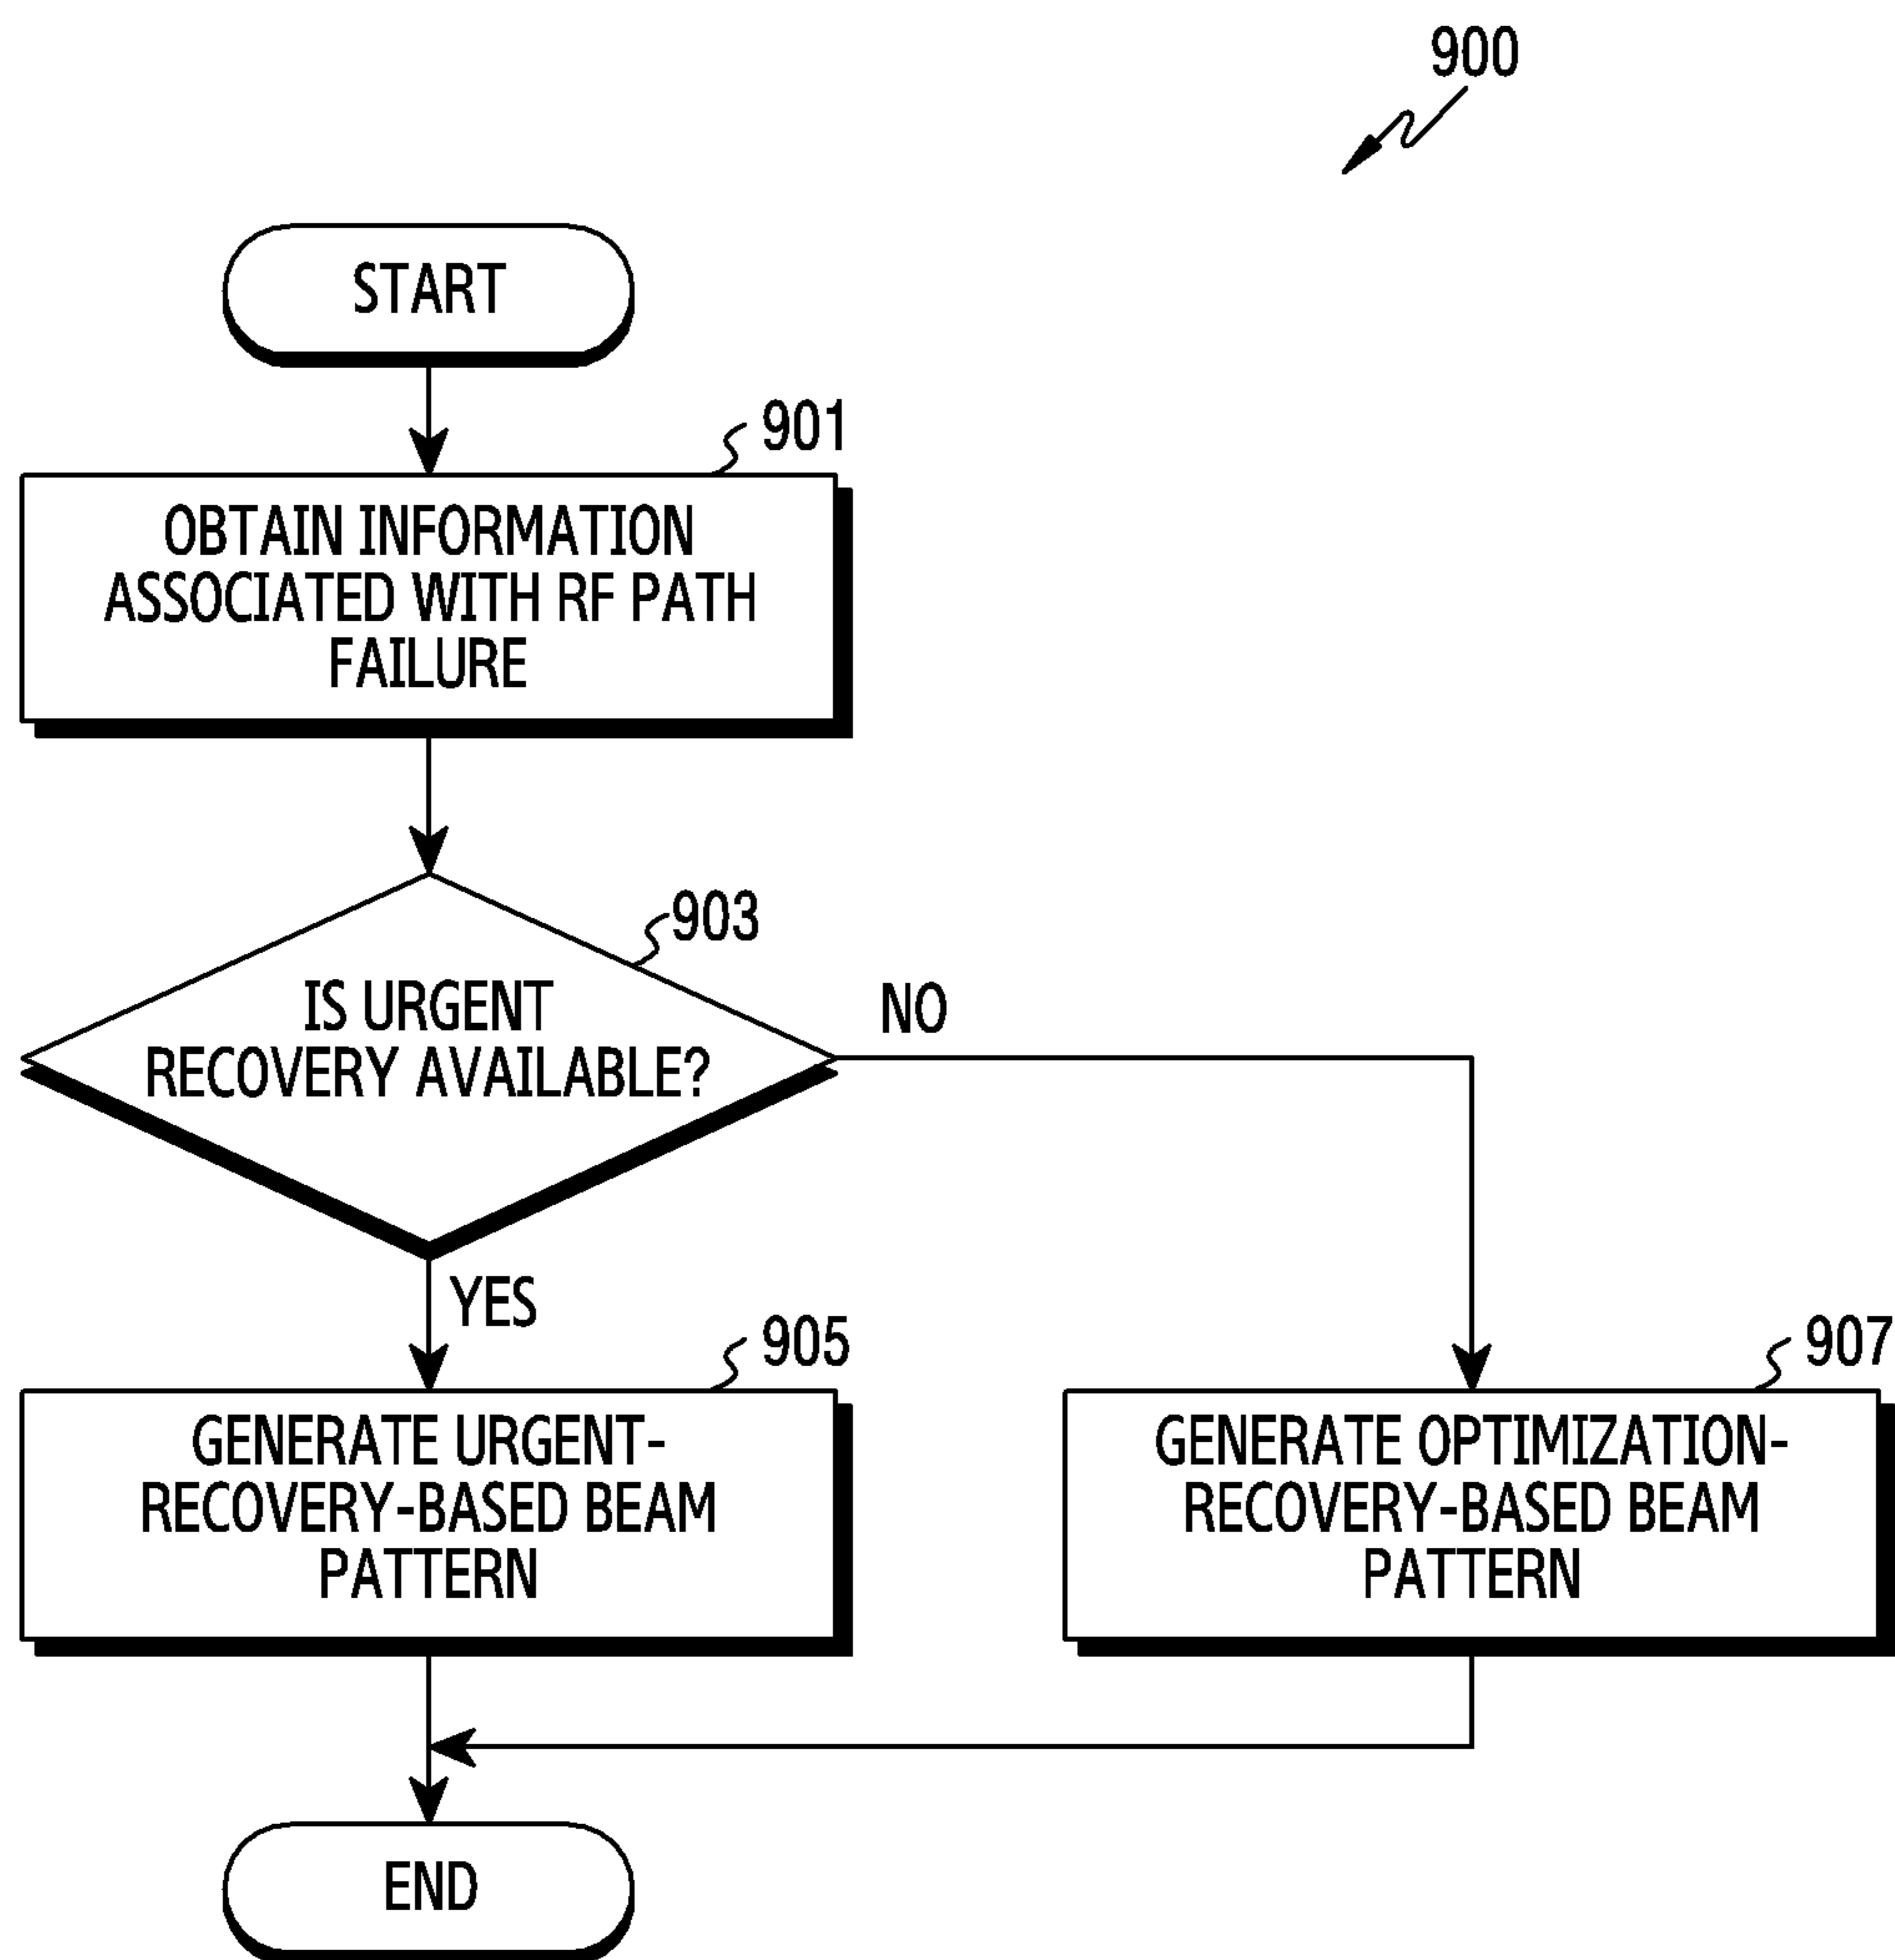 900
START
901
OBTAIN INFORMATION
ASSOCIATED WITH RF PATH
FAILURE
903
IS URGENT
RECOVERY AVAILABLE?
NO
YES
905
GENERATE URGENT-
RECOVERY-BASED BEAM
PATTERN
907
GENERATE OPTIMIZATION-
RECOVERY-BASED BEAM
PATTERN
END